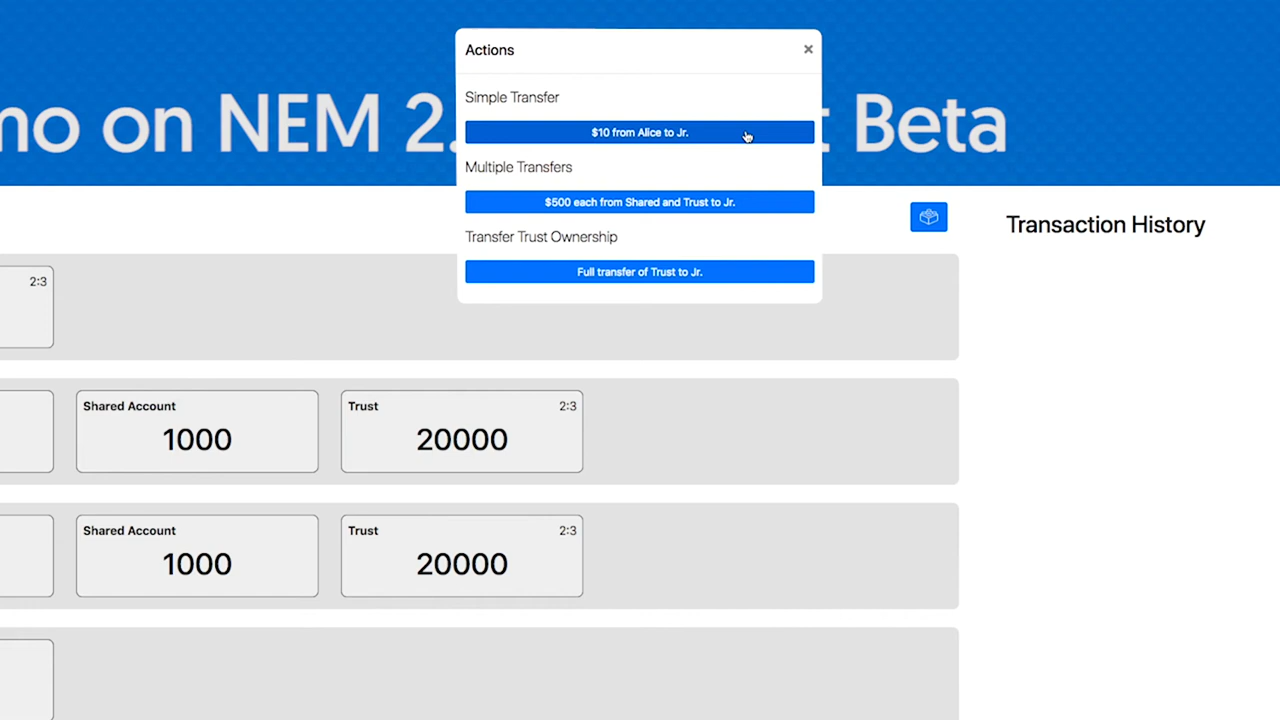 Actions
×
Simple Transfer
mo on NEM 2. t Beta
$10 from Alice to Jr.
Multiple Transfers
$500 each from Shared and Trust to Jr.
Transaction History
Transfer Trust Ownership
Full transfer of Trust to Jr.
2:3
Shared Account
1000
Trust 2:3
20000
Shared Account
1000
Trust 2:3
20000